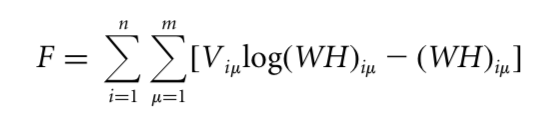 F = \sum_{i=1}^{n} \sum_{\mu=1}^{m} [V_{i\mu} log(WH)_{i\mu} − (WH)_{i\mu}]